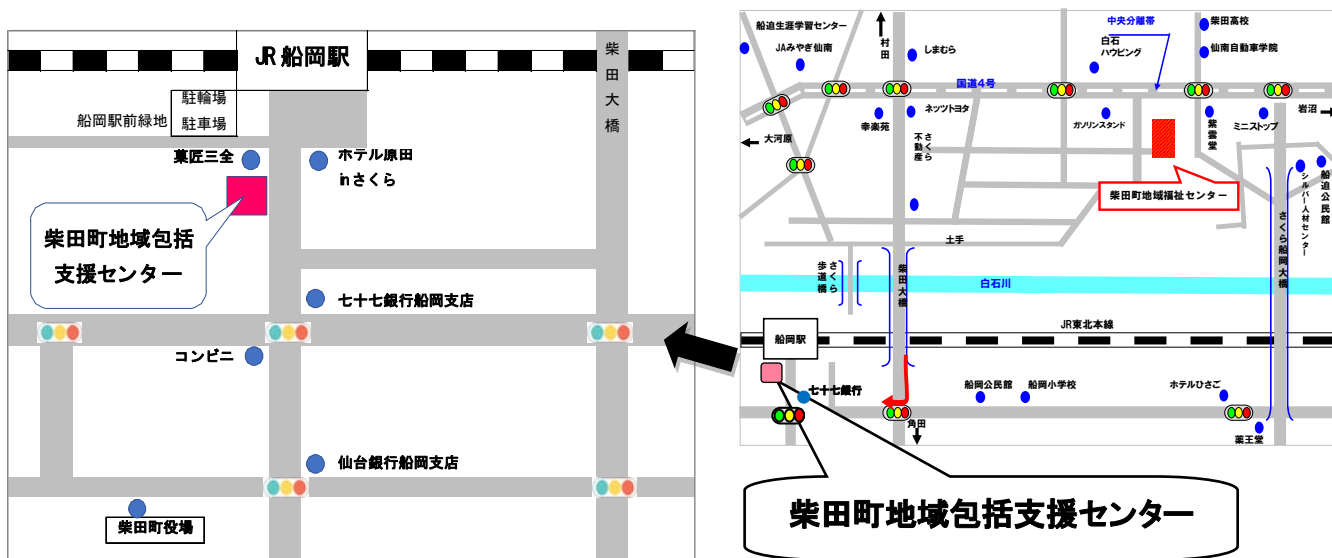 JR 船岡駅
柴田大橋
駐輪場
駐車場
船岡駅前緑地
菓匠三全
ホテル原田
inさくら
柴田町地域包括
支援センター
七十七銀行船岡支店
コンビニ
仙台銀行船岡支店
柴田町役場
船迫生涯学習センター
JAみやぎ仙南
村田
しまむら
中央分離帯
柴田高校
白石
ハウビング
仙南自動車学院
国道4号
岩沼
大河原
幸楽苑
ネッツトヨタ
さくら
不動産
ガソリンスタンド
紫雲堂
ミニストップ
船迫公民館
シルバー人材センター
柴田町地域福祉センター
土手
さくら
歩道橋
柴田大橋
白石川
さくら船岡大橋
JR東北本線
船岡駅
七十七銀行
船岡公民館
船岡小学校
ホテルひさご
角田
薬王堂
柴田町地域包括支援センター